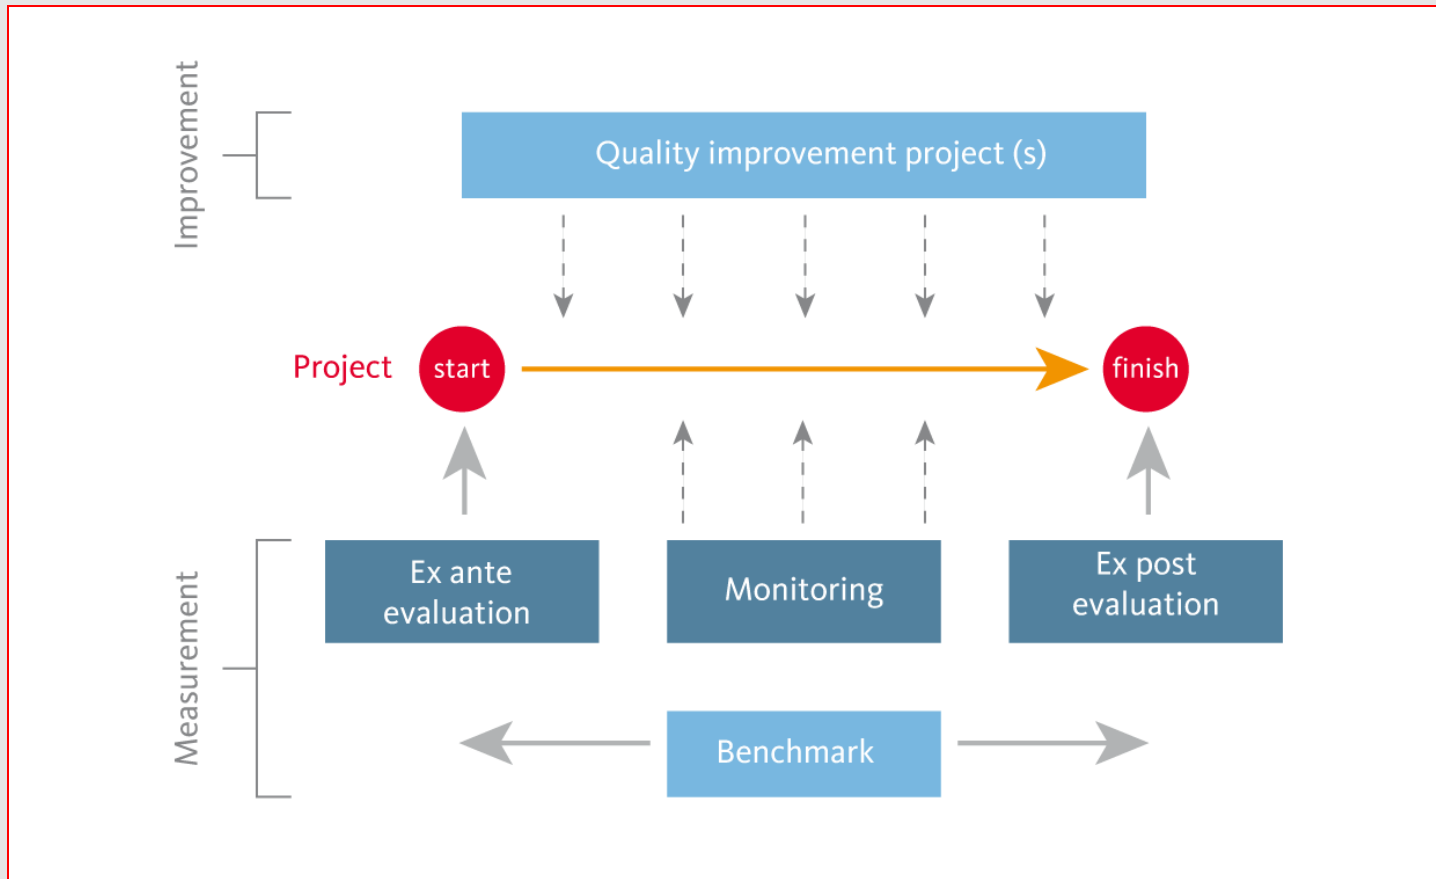 Improvement
Quality improvement project (s)
Project
start
finish
Measurement
Ex ante
evaluation
Monitoring
Ex post
evaluation
Benchmark